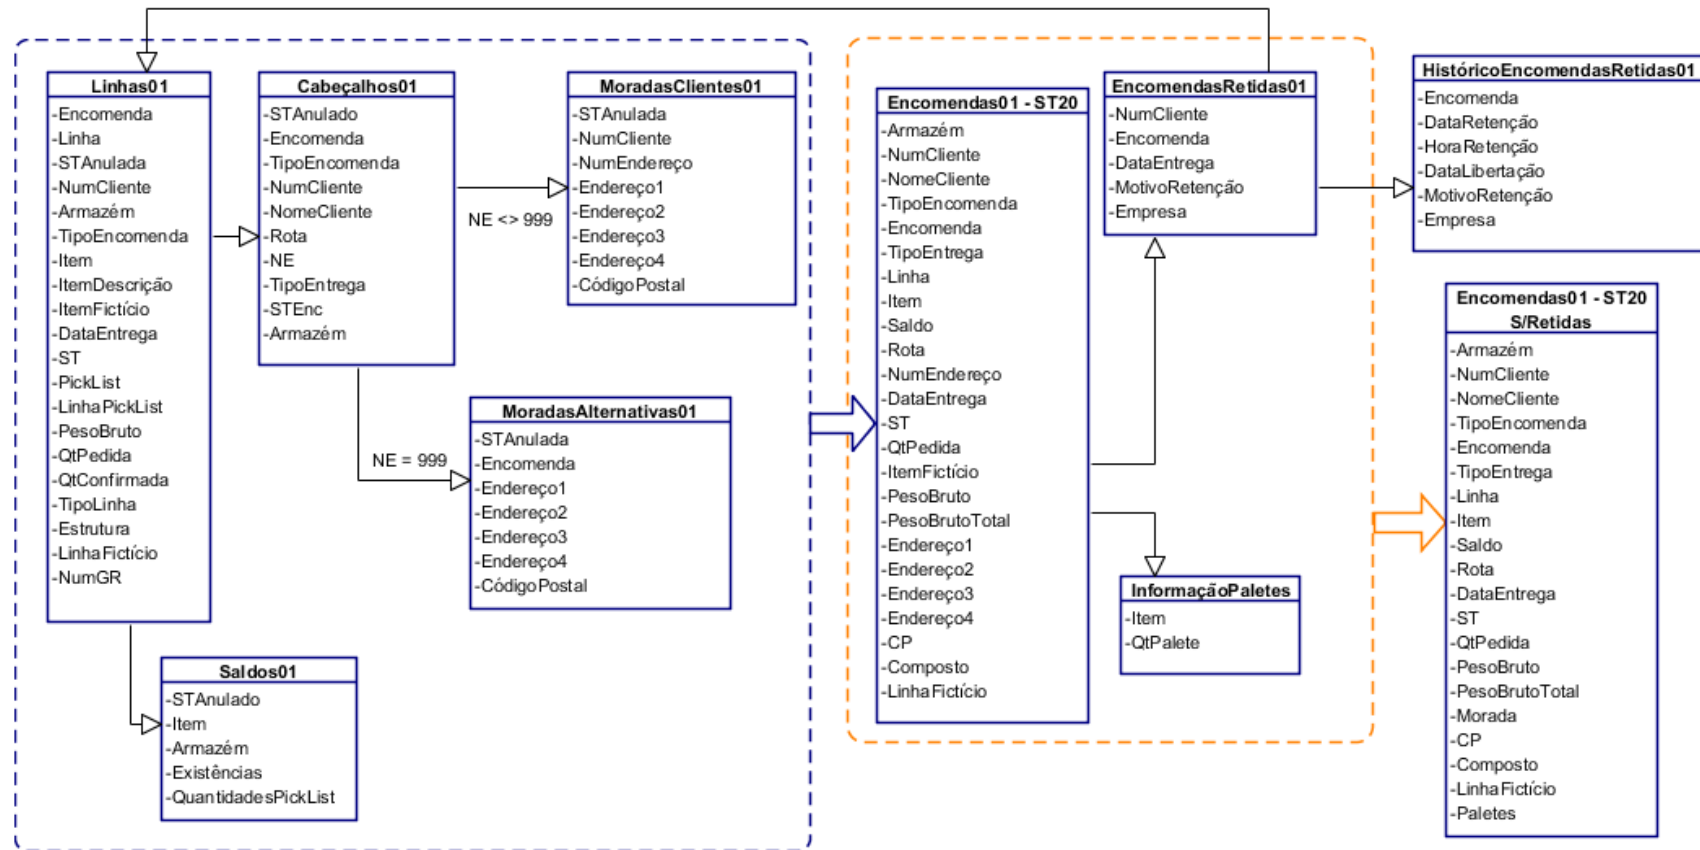 Linhas01
-Encomenda
-Linha
-STAnulada
-NumCliente
-Armazém
-TipoEncomenda
-Item
-ItemDescrição
-ItemFictício
-DataEntrega
-ST
-PickList
-LinhaPickList
-PesoBruto
-QtPedida
-QtConfirmada
-TipoLinha
-Estrutura
-LinhaFictício
-NumGR
Cabeçalhos01
-STAnulado
-Encomenda
-TipoEncomenda
-NumCliente
-NomeCliente
-Rota
-NE
-TipoEntrega
-STEnc
-Armazém
NE <> 999
MoradasClientes01
-STAnulada
-NumCliente
-NumEndereço
-Endereço1
-Endereço2
-Endereço3
-Endereço4
-CódigoPostal
NE = 999
MoradasAlternativas01
-STAnulada
-Encomenda
-Endereço1
-Endereço2
-Endereço3
-Endereço4
-CódigoPostal
Saldos01
-STAnulado
-Item
-Armazém
-Existências
-QuantidadesPickList
Encomendas01 - ST20
-Armazém
-NumCliente
-NomeCliente
-TipoEncomenda
-Encomenda
-TipoEntrega
-Linha
-Item
-Saldo
-Rota
-NumEndereço
-DataEntrega
-ST
-QtPedida
-ItemFictício
-PesoBruto
-PesoBrutoTotal
-Endereço1
-Endereço2
-Endereço3
-Endereço4
-CP
-Composto
-LinhaFictício
EncomendasRetidas01
-NumCliente
-Encomenda
-DataEntrega
-MotivoRetenção
-Empresa
InformaçãoPaletes
-Item
-QtPalete
HistóricoEncomendasRetidas01
-Encomenda
-DataRetenção
-HoraRetenção
-DataLibertação
-MotivoRetenção
-Empresa
Encomendas01 - ST20
S/Retidas
-Armazém
-NumCliente
-NomeCliente
-TipoEncomenda
-Encomenda
-TipoEntrega
-Linha
-Item
-Saldo
-Rota
-DataEntrega
-ST
-QtPedida
-PesoBruto
-PesoBrutoTotal
-Morada
-CP
-Composto
-LinhaFictício
-Paletes